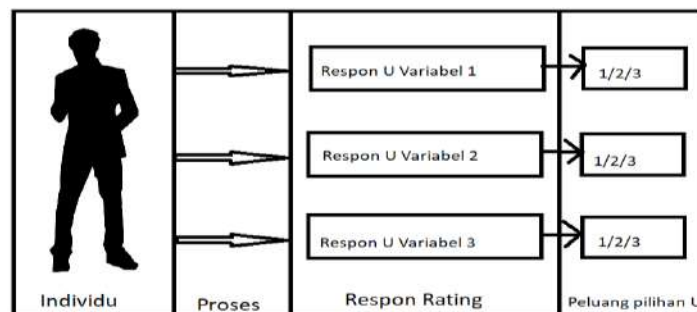 Respon U Variabel 1
1/2/3
Respon U Variabel 2
1/2/3
Respon U Variabel 3
1/2/3
Individu
Proses
Respon Rating
Peluang pilihan U